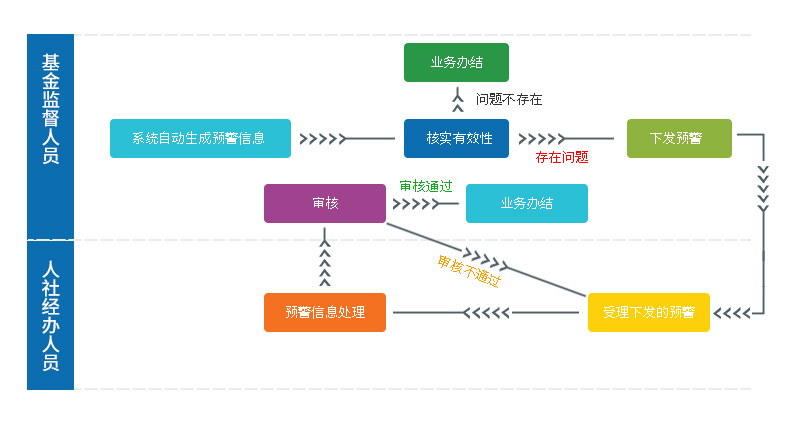 基金监督人员
业务办结
问题不存在
系统自动生成预警信息
核实有效性
存在问题
下发预警
审核
审核通过
业务办结
审核不通过
人社经办人员
预警信息处理
受理下发的预警